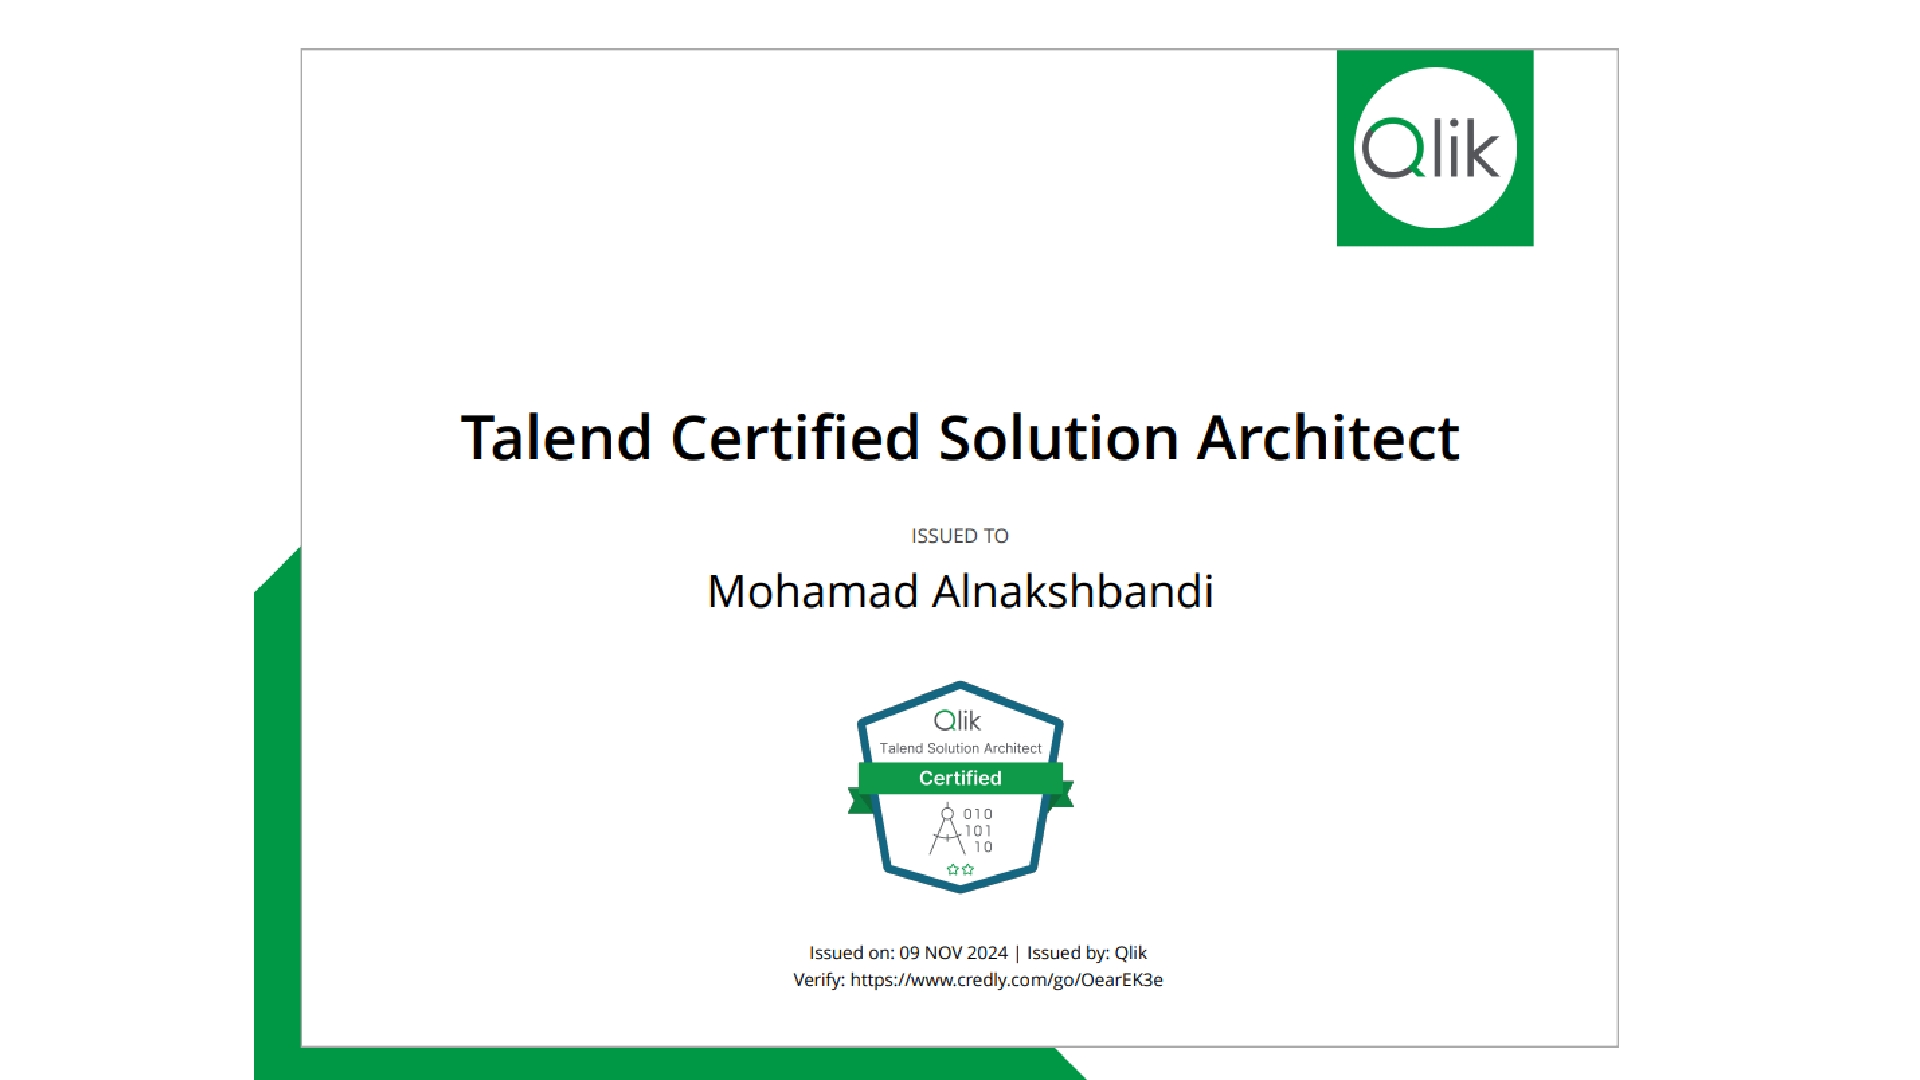 Qlik
Talend Certified Solution Architect
ISSUED TO
Mohamad Alnakshbandi
Qlik
Talend Solution Architect
Certified
010
101
10
Issued on: 09 NOV 2024 | Issued by: Qlik
Verify: https://www.credly.com/go/OearEK3e